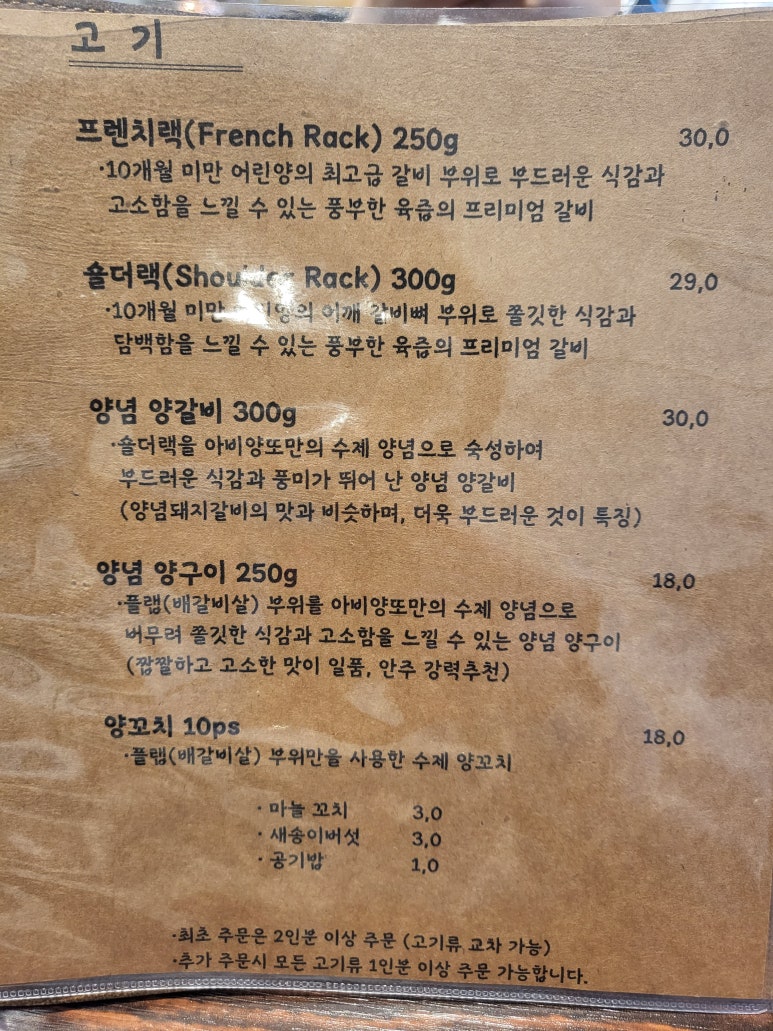 고 기
프렌치랙(French Rack) 250g 30,0
·10개월 미만 어린양의 최고급 갈비 부위로 부드러운 식감과
고소함을 느낄 수 있는 풍부한 육즙의 프리미엄 갈비
숄더랙(Shoulder Rack) 300g 29,0
·10개월 미만 어린양의 어깨 갈비뼈 부위로 쫄깃한 식감과
담백함을 느낄 수 있는 풍부한 육즙의 프리미엄 갈비
양념 양갈비 300g 30,0
·숄더랙을 아비양또만의 수제 양념으로 숙성하여
부드러운 식감과 풍미가 뛰어 난 양념 양갈비
(양념돼지갈비의 맛과 비슷하며, 더욱 부드러운 것이 특징)
양념 양구이 250g 18,0
·플랩(배갈비살) 부위를 아비양또만의 수제 양념으로
버무려 쫄깃한 식감과 고소함을 느낄 수 있는 양념 양구이
(짭짤하고 고소한 맛이 일품, 안주 강력추천)
양꼬치 10ps 18,0
·플랩(배갈비살) 부위만을 사용한 수제 양꼬치
·마늘 꼬치 3,0
·새송이버섯 3,0
·공기밥 1,0
·최초 주문은 2인분 이상 주문 (고기류 교차 가능)
·추가 주문시 모든 고기류 1인분 이상 주문 가능합니다.